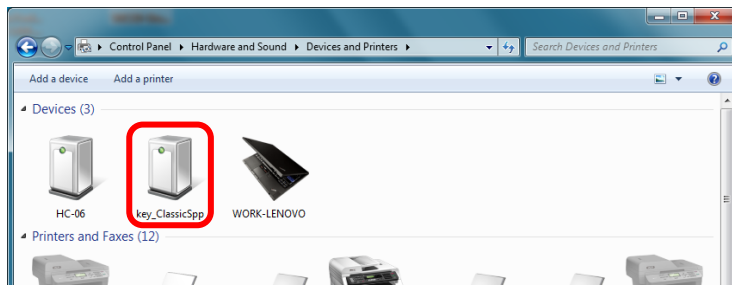 Control Panel Hardware and Sound Devices and Printers Search Devices and Printers
Add a device Add a printer
Devices (3)
HC-06 key_ClassicSpp WORK-LENOVO
Printers and Faxes (12)